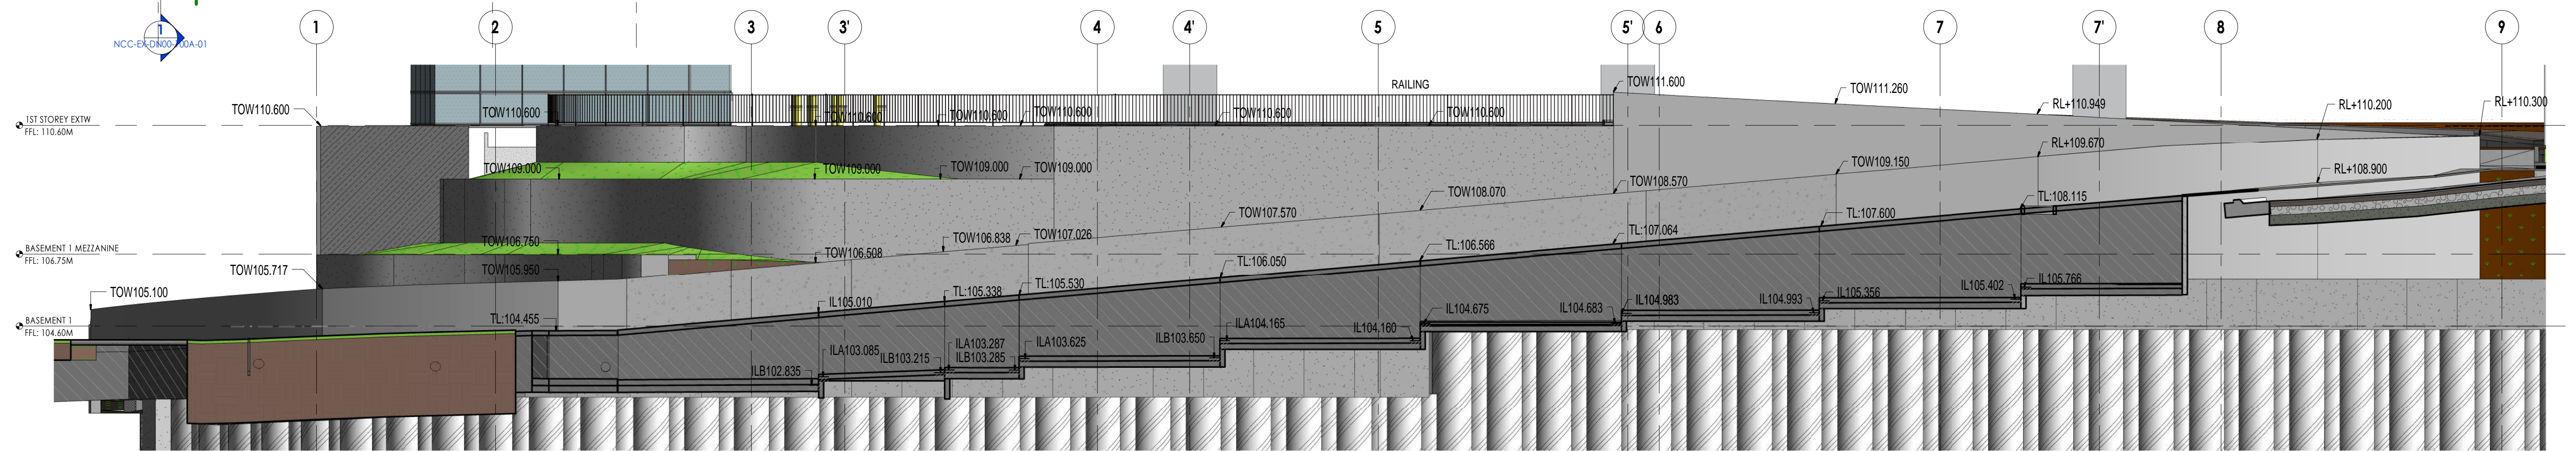 1
NCC-EX-DN00-100A-01
1
2
3
3'
4
4'
5
5'
6
7
7'
8
9
RAILING
TOW111.600
TOW111.260
RL+110.949
RL+110.200
RL+110.300
TOW110.600
TOW110.600
TOW110.600
TOW110.600
TOW110.600
TOW110.600
TOW110.600
1ST STOREY EXTW
FFL: 110.60M
RL+109.670
TOW109.000
TOW109.000
TOW109.000
TOW109.000
TOW109.150
RL+108.900
TOW108.570
TOW108.070
TL:108.115
TOW107.570
TL:107.600
TOW107.026
TOW106.838
TOW106.750
TL:107.064
BASEMENT 1 MEZZANINE
FFL: 106.75M
TOW106.508
TL:106.566
TOW105.717
TOW105.950
TL:106.050
TL:105.530
IL105.402
IL105.766
TOW105.100
TL:105.338
IL105.010
IL104.675
IL104.683
IL104.983
IL104.993
IL105.356
BASEMENT 1
FFL: 104.60M
TL:104.455
ILA104.165
IL104.160
ILB103.650
ILA103.625
ILA103.287
ILB103.285
ILB103.215
ILA103.085
ILB102.835